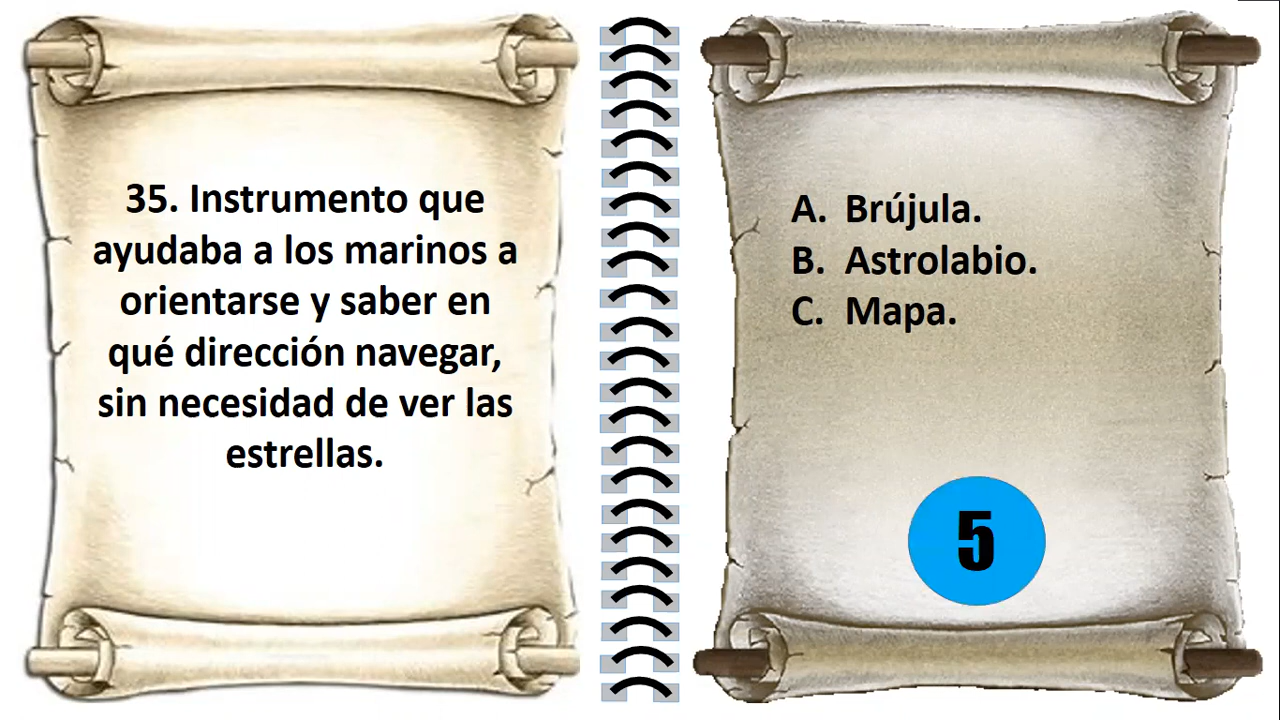 35. Instrumento que
ayudaba a los marinos a
orientarse y saber en
qué dirección navegar,
sin necesidad de ver las
estrellas.
A. Brújula.
B. Astrolabio.
C. Mapa.
5